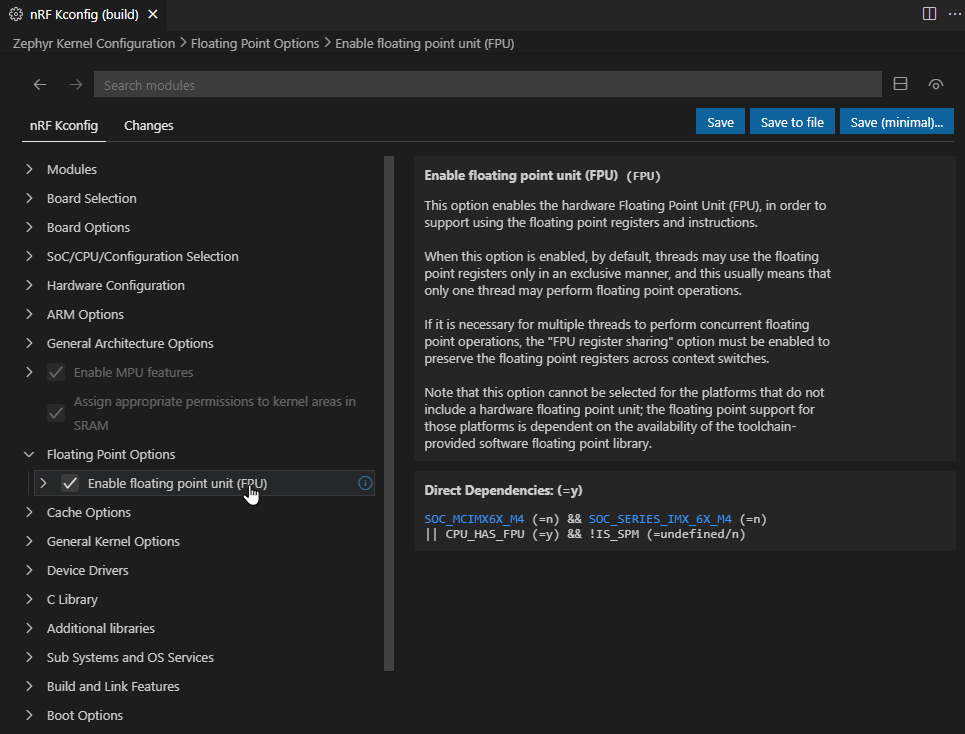 nRF Kconfig (build)
Zephyr Kernel Configuration > Floating Point Options > Enable floating point unit (FPU)
Search modules
nRF Kconfig Changes Save Save to file Save (minimal)...
Modules
Board Selection
Board Options
SoC/CPU/Configuration Selection
Hardware Configuration
ARM Options
General Architecture Options
Enable MPU features
Assign appropriate permissions to kernel areas in
SRAM
Floating Point Options
Enable floating point unit (FPU)
Cache Options
General Kernel Options
Device Drivers
C Library
Additional libraries
Sub Systems and OS Services
Build and Link Features
Boot Options
Enable floating point unit (FPU) (FPU)
This option enables the hardware Floating Point Unit (FPU), in order to
support using the floating point registers and instructions.
When this option is enabled, by default, threads may use the floating
point registers only in an exclusive manner, and this usually means that
only one thread may perform floating point operations.
If it is necessary for multiple threads to perform concurrent floating
point operations, the "FPU register sharing" option must be enabled to
preserve the floating point registers across context switches.
Note that this option cannot be selected for the platforms that do not
include a hardware floating point unit; the floating point support for
those platforms is dependent on the availability of the toolchain-
provided software floating point library.
Direct Dependencies: (=y)
SOC_MCIMX6X_M4 (=n) && SOC_SERIES_IMX_6X_M4 (=n)
|| CPU_HAS_FPU (=y) && !IS_SPM (=undefined/n)